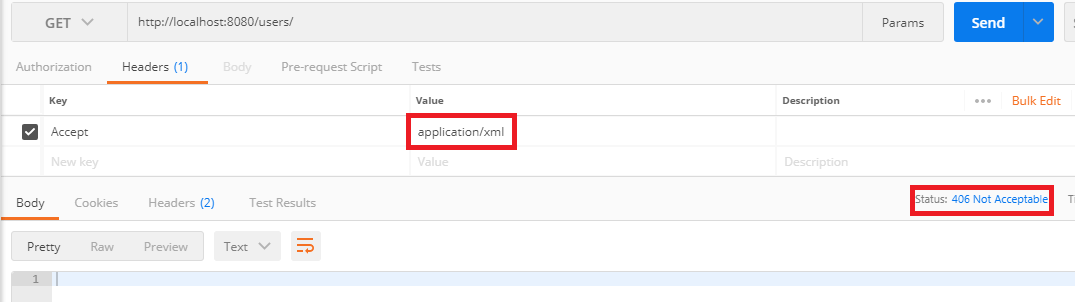 GET http://localhost:8080/users/ Params Send
Authorization Headers (1) Body Pre-request Script Tests
Key Value Description ••• Bulk Edit
Accept application/xml
New key Value Description
Body Cookies Headers (2) Test Results Status: 406 Not Acceptable
Pretty Raw Preview Text
1